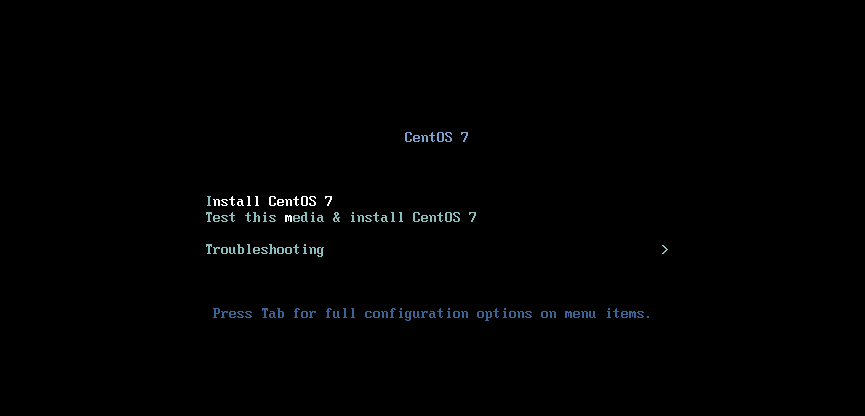 CentOS 7
Install CentOS 7
Test this media & install CentOS 7
Troubleshooting >
Press Tab for full configuration options on menu items.